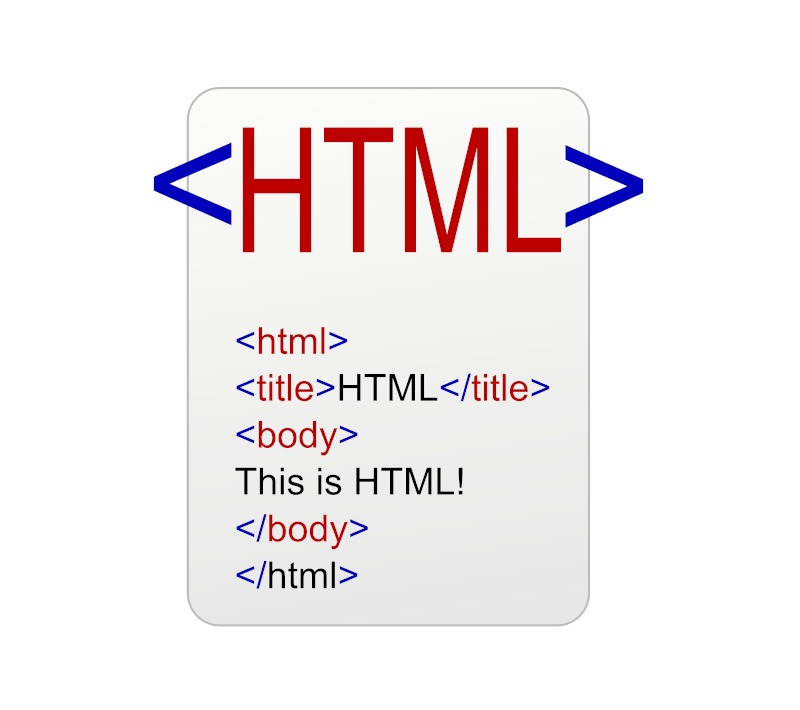 <HTML>
<html>
<title>HTML</title>
<body>
This is HTML!
</body>
</html>